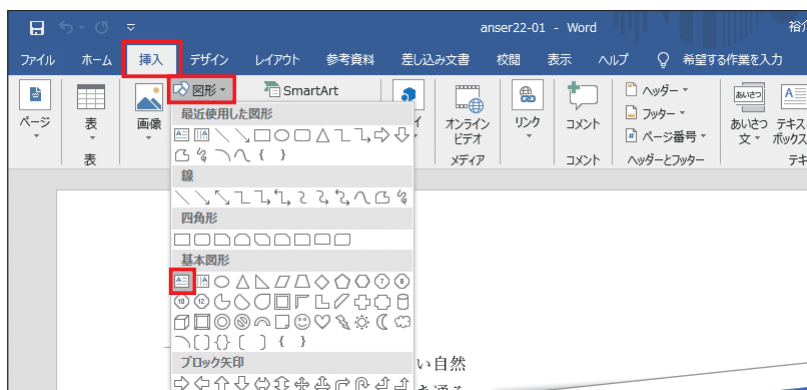 anser22-01 - Word
裕
ファイル ホーム 挿入 デザイン レイアウト 参考資料 差し込み文書 校閲 表示 ヘルプ 希望する作業を入力
図形 SmartArt
ページ 表 画像 オンライン ビデオ リンク コメント ヘッダー フッター ページ番号 あいさつ 文 テキス ボックス
表 メディア コメント ヘッダーとフッター テキ
最近使用した図形
線
四角形
基本図形
ブロック矢印
い自然